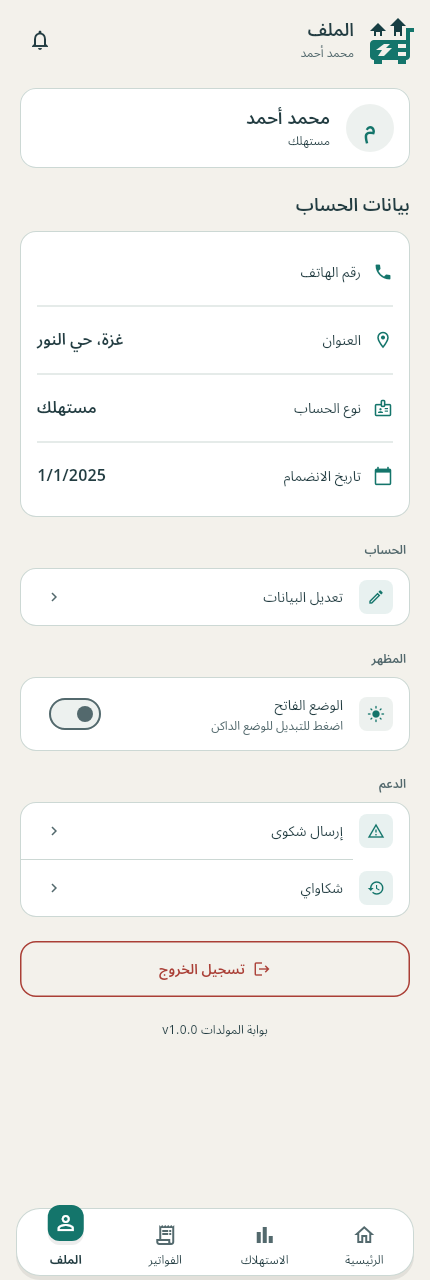 الملف
محمد أحمد
م
محمد أحمد
مستهلك
بيانات الحساب
رقم الهاتف
العنوان
غزة، حي النور
نوع الحساب
مستهلك
تاريخ الانضمام
1/1/2025
الحساب
تعديل البيانات
المظهر
الوضع الفاتح
اضغط للتبديل للوضع الداكن
الدعم
إرسال شكوى
شكاواي
تسجيل الخروج
بوابة المولدات v1.0.0
الرئيسية
الاستهلاك
الفواتير
الملف